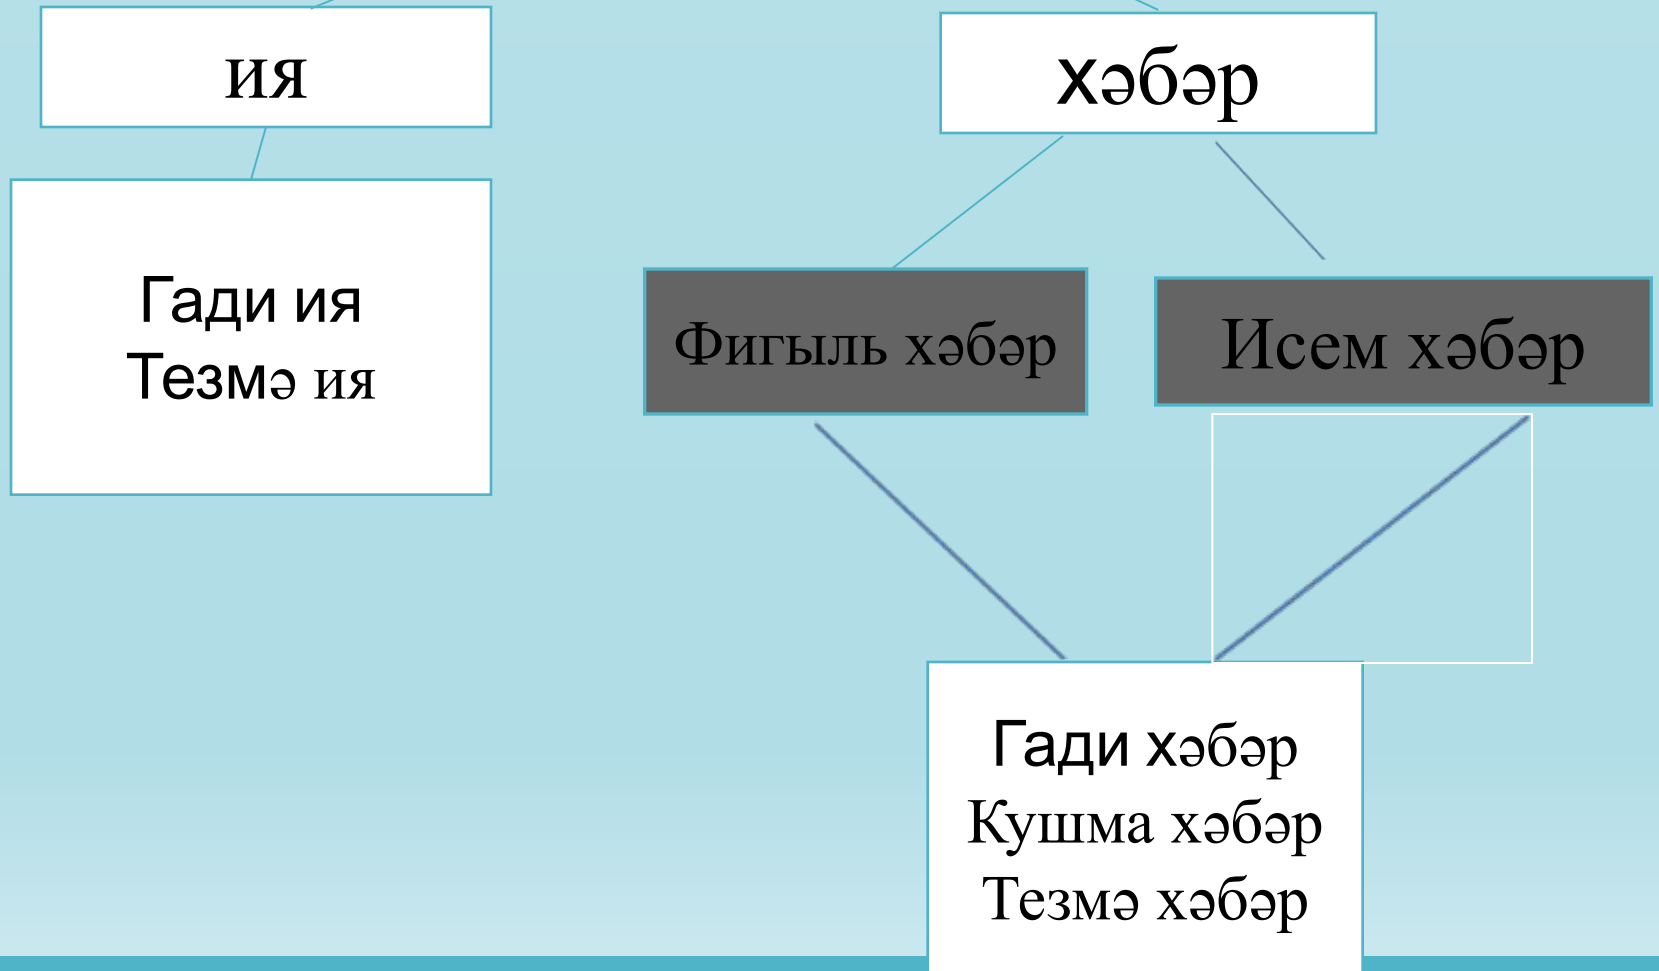 ия
хәбәр
Гади ия
Тезмә ия
Фигыль хәбәр
Исем хәбәр
Гади хәбәр
Кушма хәбәр
Тезмә хәбәр